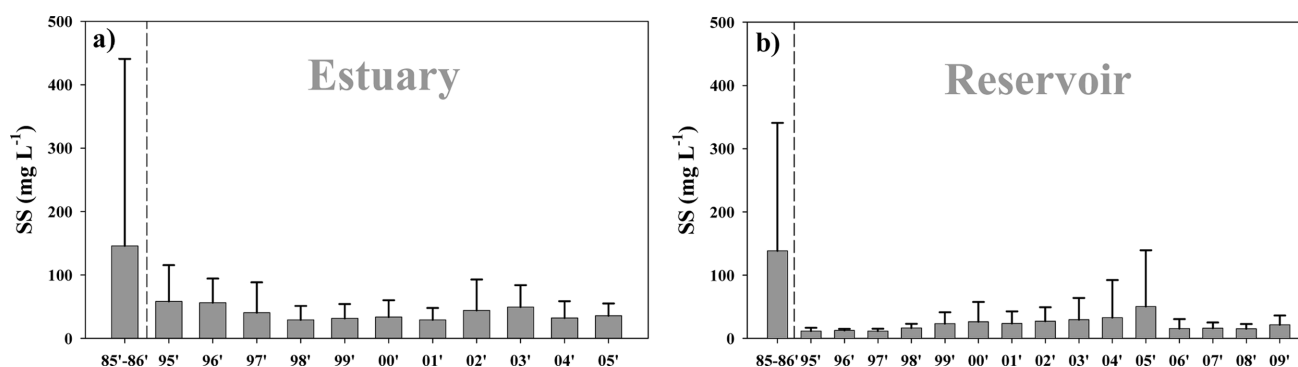 a)
Estuary
SS (mg L-1)
500
400
300
200
100
0
85'-86' 95' 96' 97' 98' 99' 00' 01' 02' 03' 04' 05'
b)
Reservoir
SS (mg L-1)
500
400
300
200
100
0
85-86' 95' 96' 97' 98' 99' 00' 01' 02' 03' 04' 05' 06' 07' 08' 09'